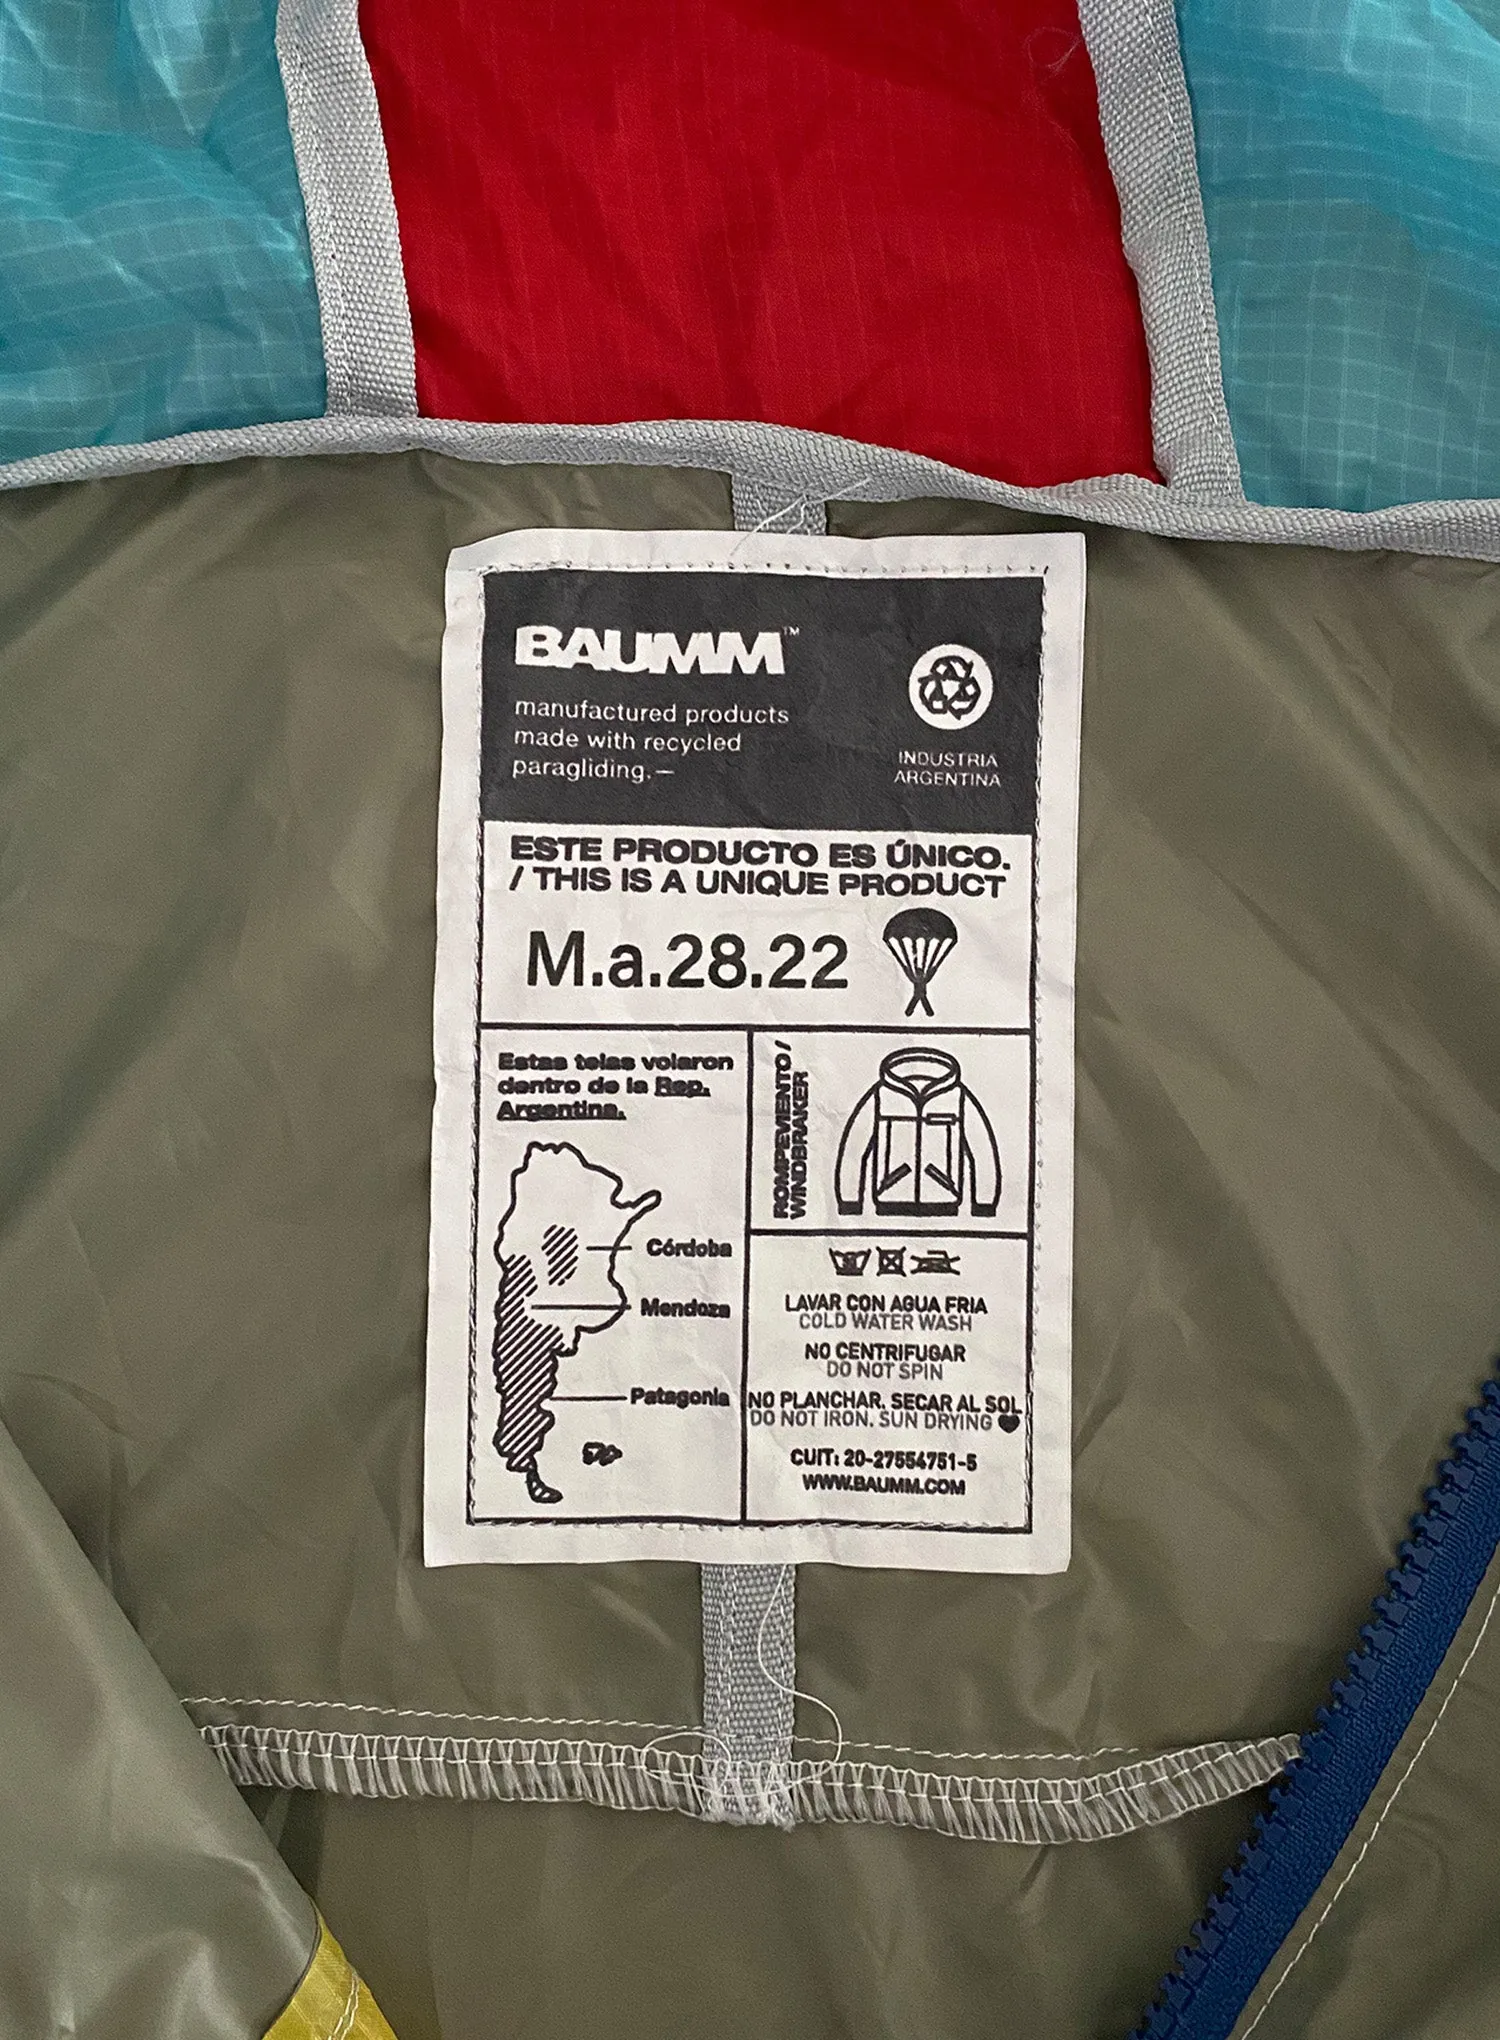 BAUMM™
manufactured products
made with recycled
paragliding.—
INDUSTRIA
ARGENTINA
ESTE PRODUCTO ES ÚNICO.
/ THIS IS A UNIQUE PRODUCT
M.a.28.22
Estas telas volaron
dentro de la Rep.
Argentina.
Córdoba
Mendoza
Patagonia
ROMPEVIENTO /
WINDBRAKER
LAVAR CON AGUA FRIA
COLD WATER WASH
NO CENTRIFUGAR
DO NOT SPIN
NO PLANCHAR. SECAR AL SOL
DO NOT IRON. SUN DRYING
CUIT: 20-27554751-5
WWW.BAUMM.COM